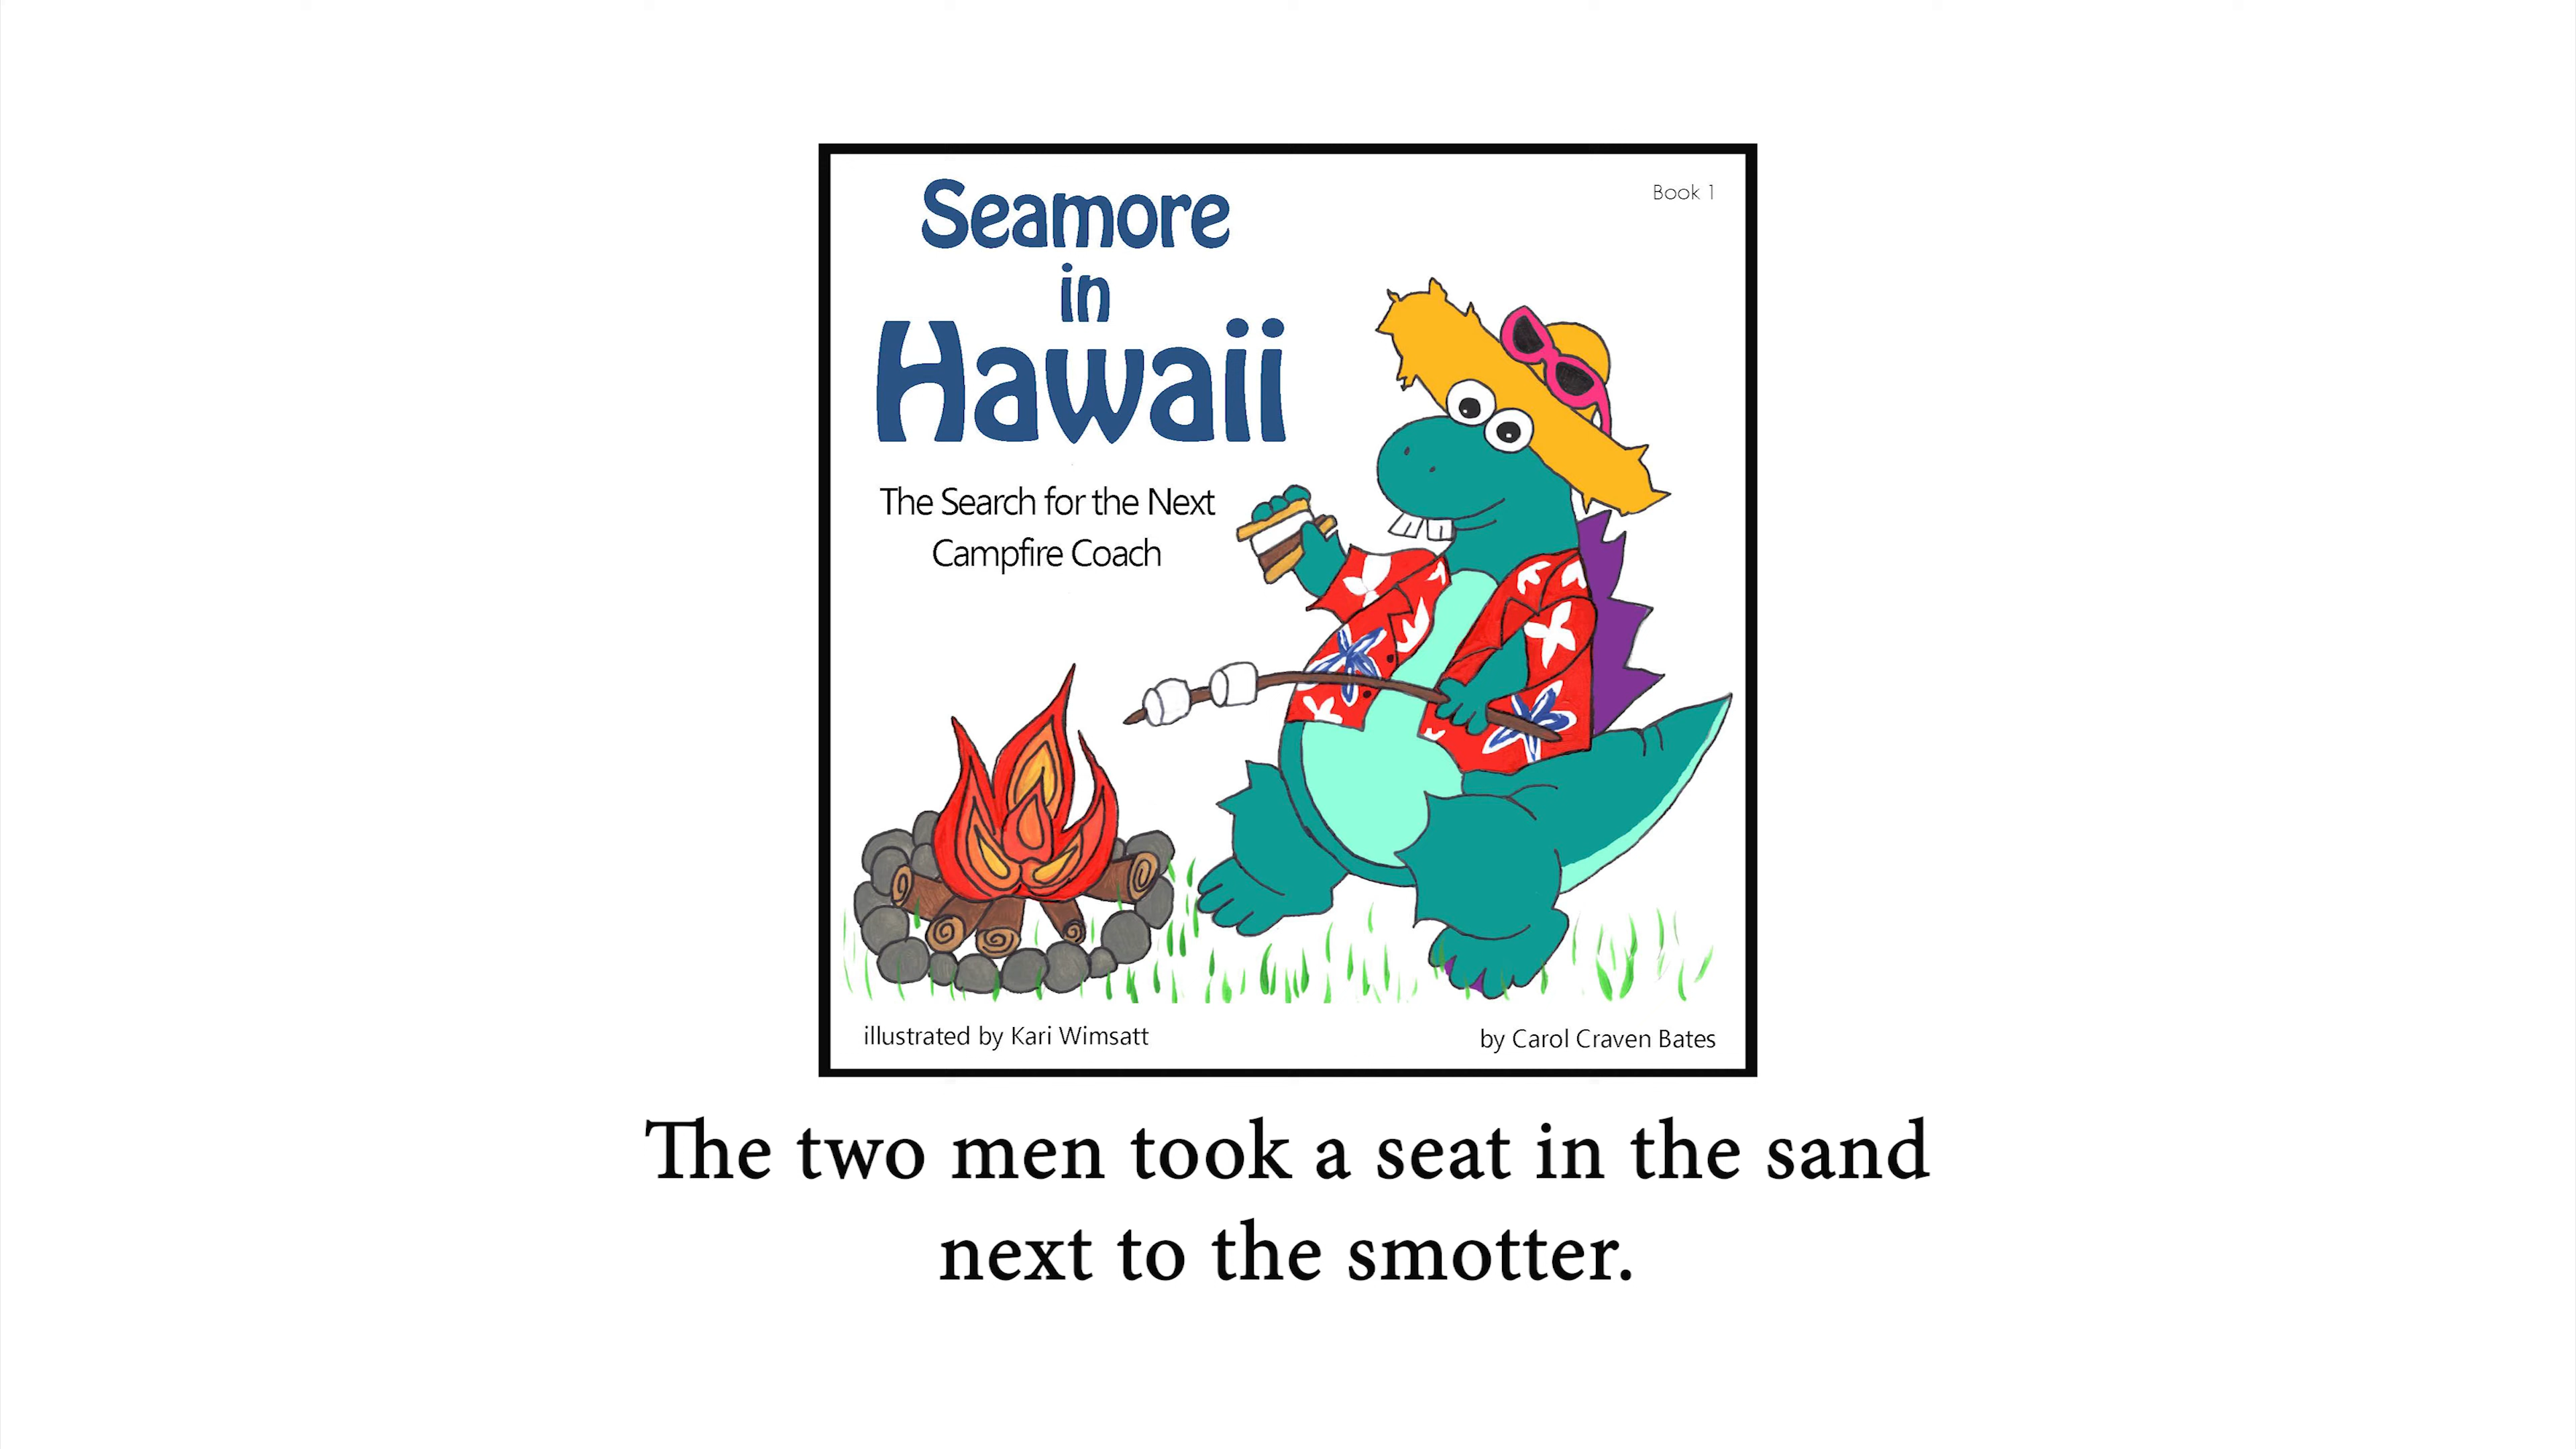 Book 1
Seamore
in
Hawaii
The Search for the Next
Campfire Coach
illustrated by Kari Wimsatt
by Carol Craven Bates
The two men took a seat in the sand
next to the smotter.